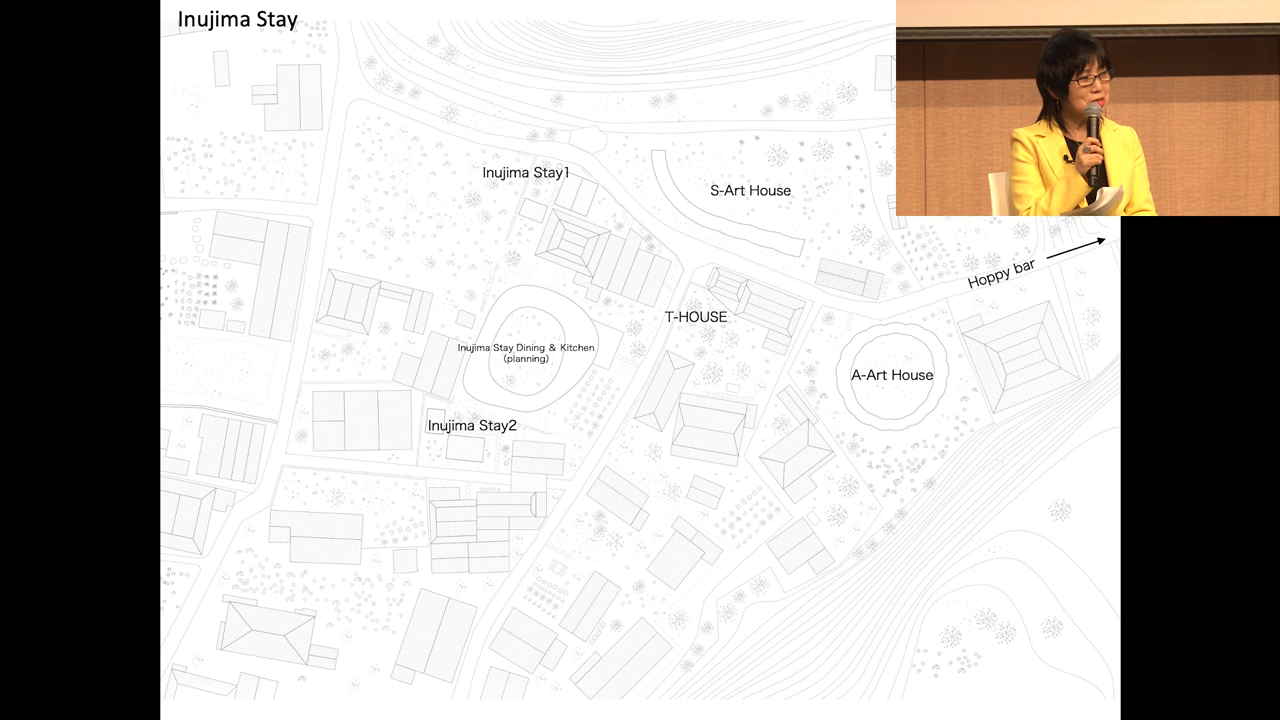 Inujima Stay
Inujima Stay1
S-Art House
Hoppy bar
T-HOUSE
Inujima Stay Dining & Kitchen
(planning)
A-Art House
Inujima Stay2